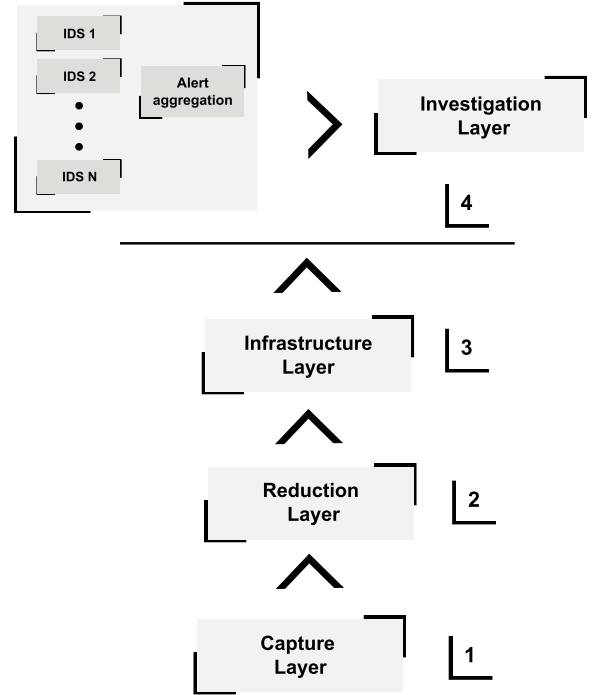 IDS 1
IDS 2
IDS N
Alert
aggregation
Investigation
Layer
4
Infrastructure
Layer
3
Reduction
Layer
2
Capture
Layer
1